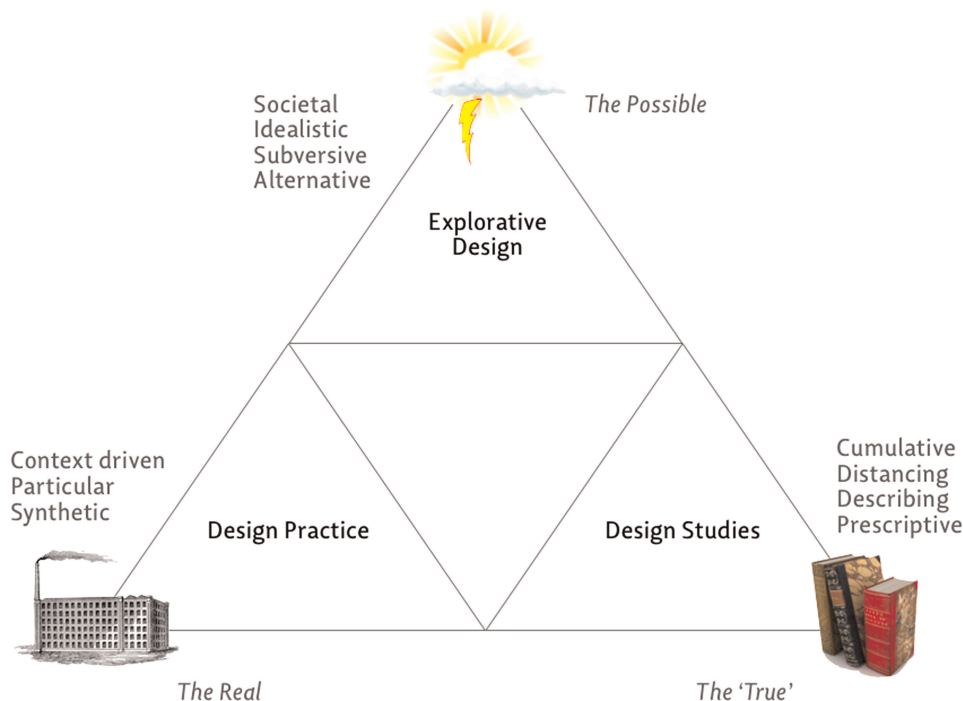 Societal
Idealistic
Subversive
Alternative
The Possible
Explorative
Design
Context driven
Particular
Synthetic
Cumulative
Distancing
Describing
Prescriptive
Design Practice
Design Studies
The Real
The ‘True’